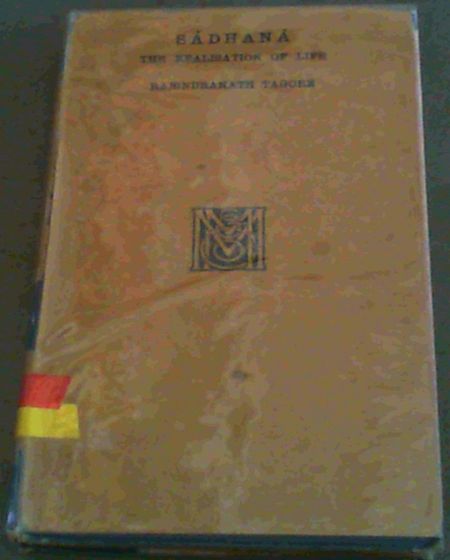 SÁDHANÁ
THE REALISATION OF LIFE
RABINDRANATH TAGORE